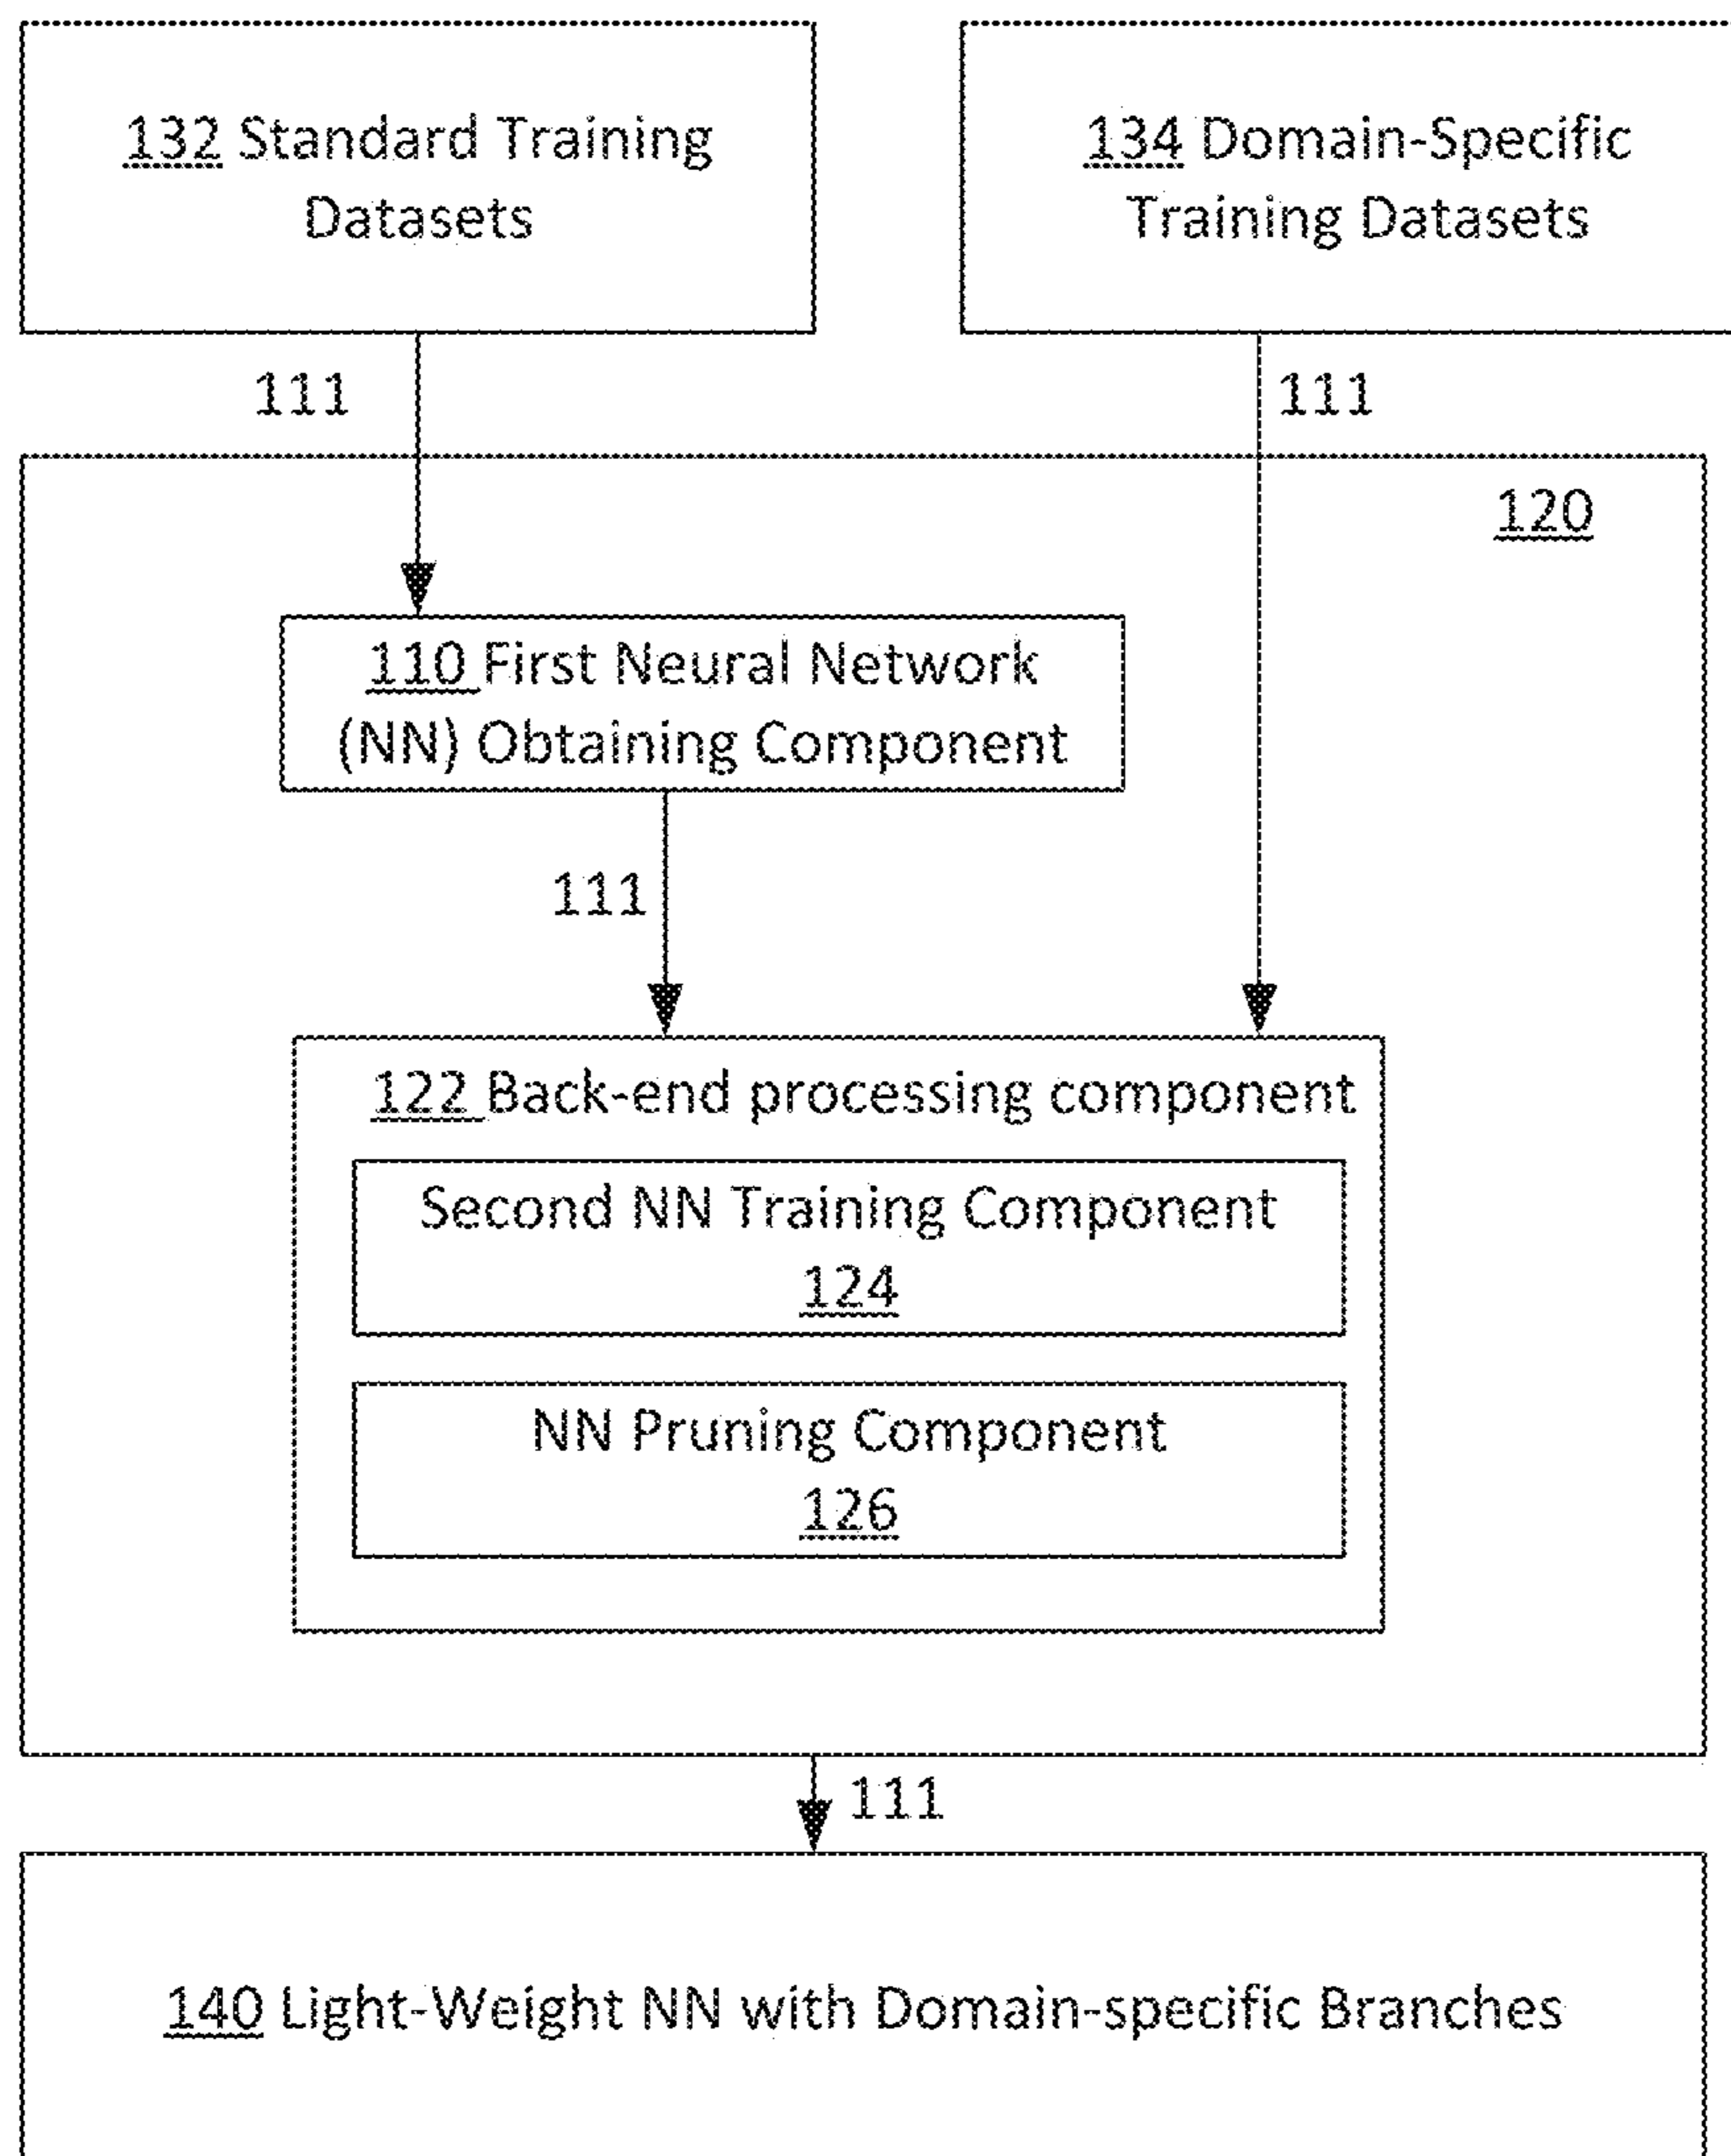 132 Standard Training
Datasets
134 Domain-Specific
Training Datasets
111
111
120
110 First Neural Network
(NN) Obtaining Component
111
122 Back-end processing component
Second NN Training Component
124
NN Pruning Component
126
111
140 Light-Weight NN with Domain-specific Branches